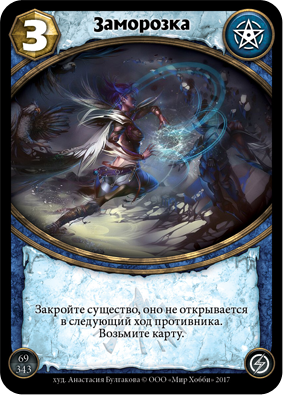 3
Заморозка
Закройте существо, оно не открывается
в следующий ход противника.
Возьмите карту.
69
343
худ. Анастасия Булгакова © ООО «Мир Хобби» 2017